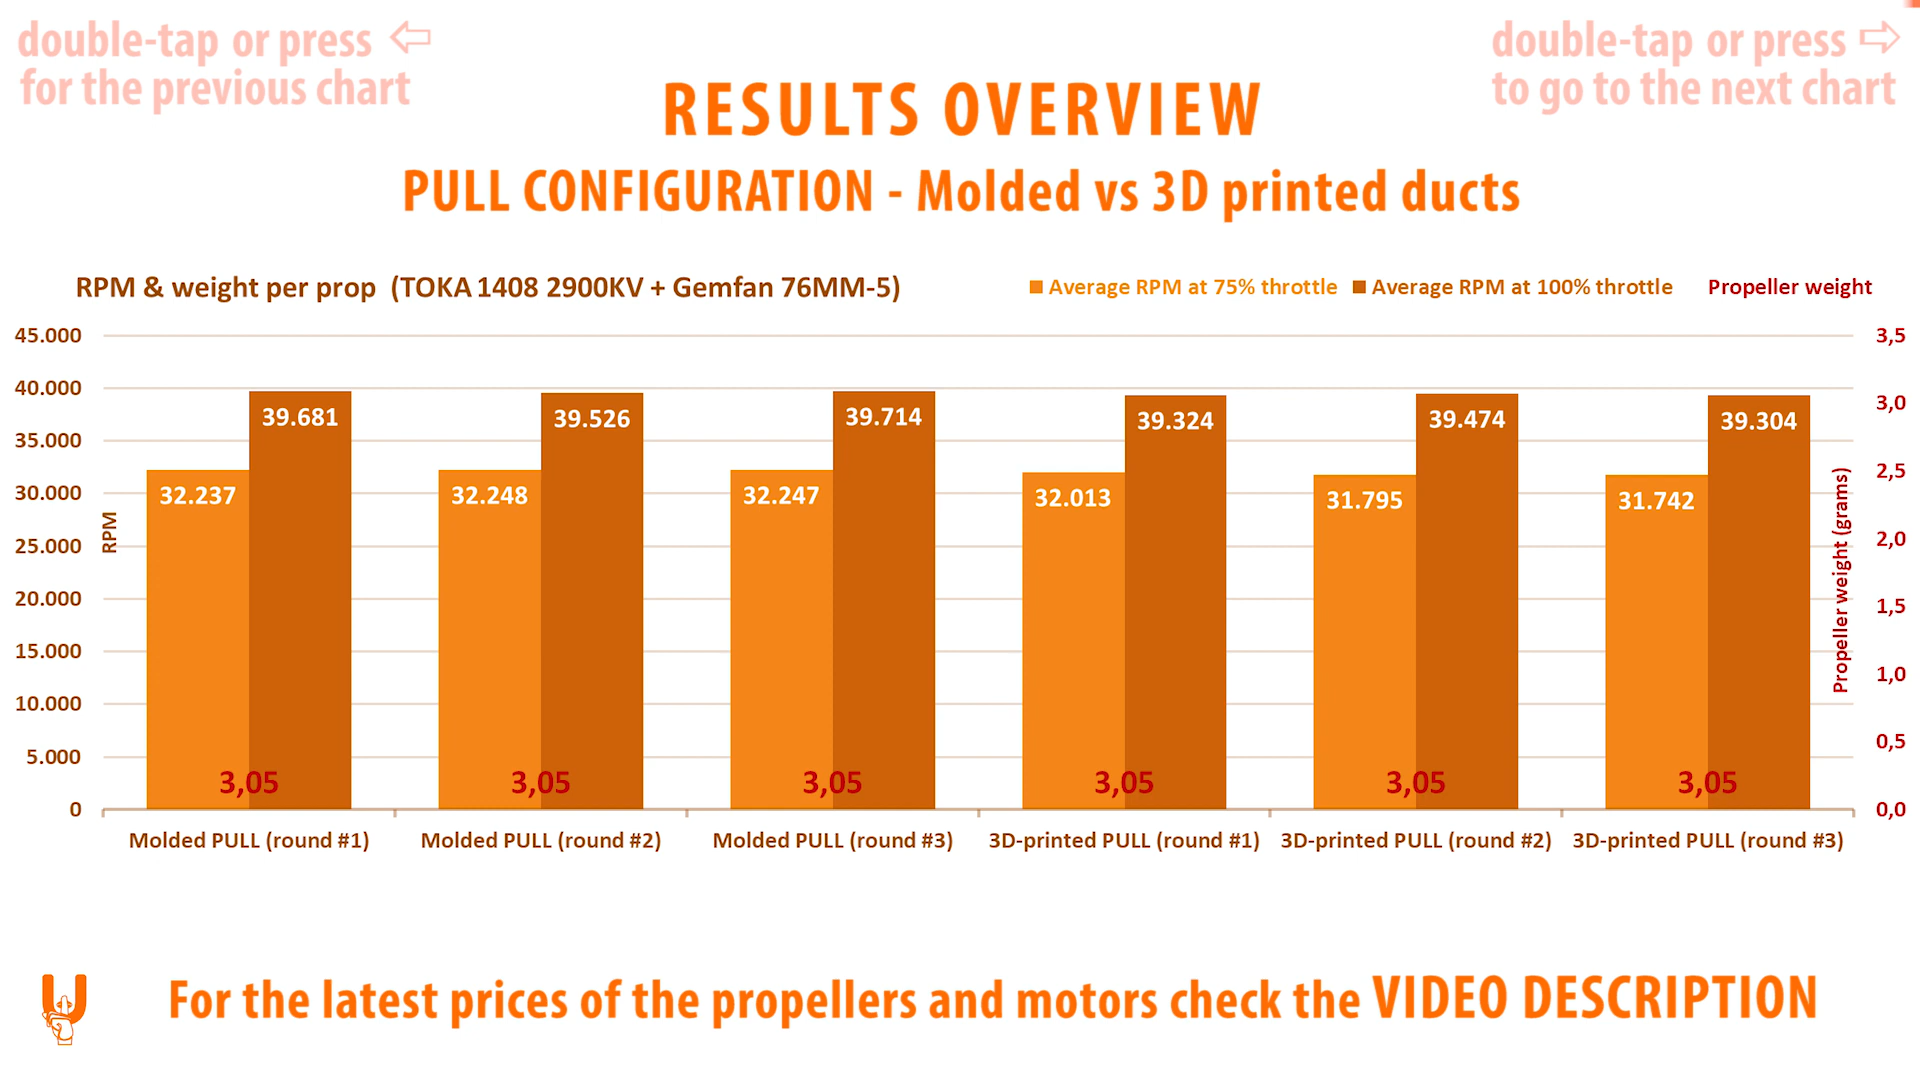 double-tap or press ⇦
for the previous chart
double-tap or press ⇨
to go to the next chart
RESULTS OVERVIEW
PULL CONFIGURATION - Molded vs 3D printed ducts
RPM & weight per prop (TOKA 1408 2900KV + Gemfan 76MM-5)
Average RPM at 75% throttle
Average RPM at 100% throttle
Propeller weight
45.000
40.000
35.000
30.000
25.000
20.000
15.000
10.000
5.000
0
RPM
32.237
39.681
3,05
32.248
39.526
3,05
32.247
39.714
3,05
32.013
39.324
3,05
31.795
39.474
3,05
31.742
39.304
3,05
3,5
3,0
2,5
2,0
1,5
1,0
0,5
0,0
Propeller weight (grams)
Molded PULL (round #1)
Molded PULL (round #2)
Molded PULL (round #3)
3D-printed PULL (round #1)
3D-printed PULL (round #2)
3D-printed PULL (round #3)
For the latest prices of the propellers and motors check the VIDEO DESCRIPTION